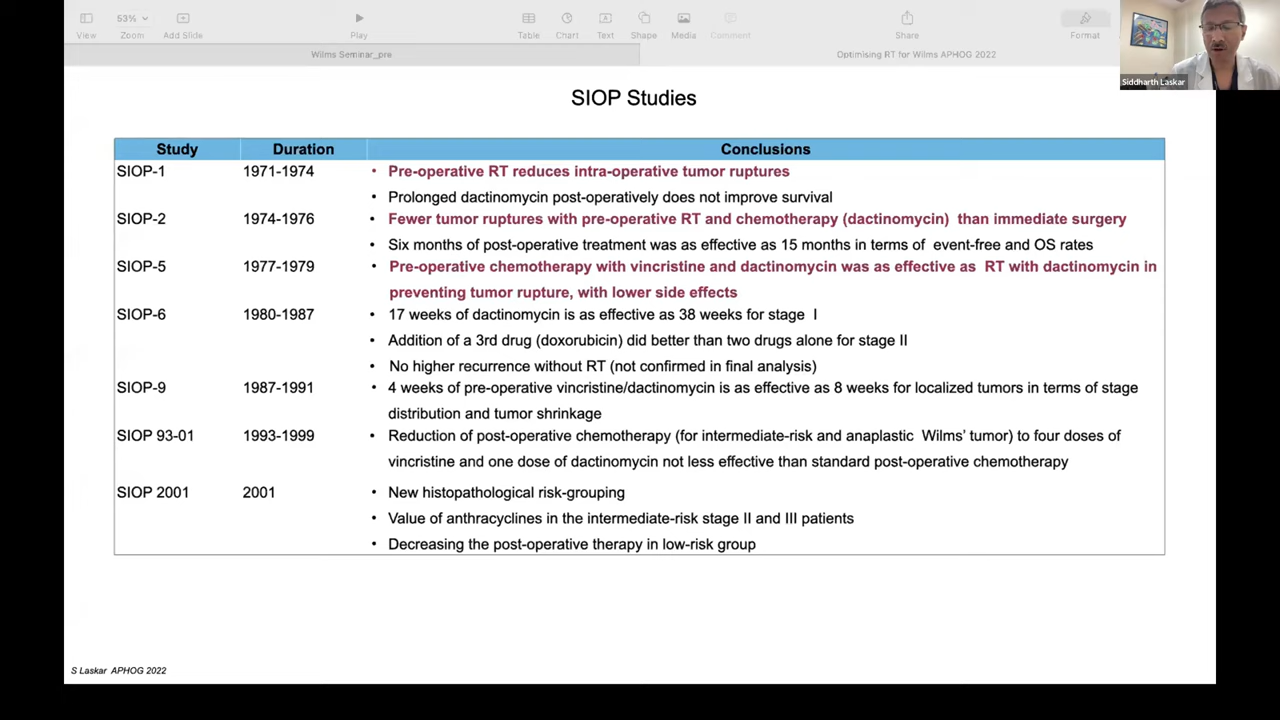 53%
View
Zoom
Add Slide
Play
Table
Chart
Text
Shape
Media
Comment
Share
Format
Wilms Seminar_pre
Optimising RT for Wilms APHOG 2022
Siddharth Laskar
SIOP Studies
Study Duration Conclusions
SIOP-1 1971-1974 • Pre-operative RT reduces intra-operative tumor ruptures
• Prolonged dactinomycin post-operatively does not improve survival
SIOP-2 1974-1976 • Fewer tumor ruptures with pre-operative RT and chemotherapy (dactinomycin) than immediate surgery
• Six months of post-operative treatment was as effective as 15 months in terms of event-free and OS rates
SIOP-5 1977-1979 • Pre-operative chemotherapy with vincristine and dactinomycin was as effective as RT with dactinomycin in
preventing tumor rupture, with lower side effects
SIOP-6 1980-1987 • 17 weeks of dactinomycin is as effective as 38 weeks for stage I
• Addition of a 3rd drug (doxorubicin) did better than two drugs alone for stage II
• No higher recurrence without RT (not confirmed in final analysis)
SIOP-9 1987-1991 • 4 weeks of pre-operative vincristine/dactinomycin is as effective as 8 weeks for localized tumors in terms of stage
distribution and tumor shrinkage
SIOP 93-01 1993-1999 • Reduction of post-operative chemotherapy (for intermediate-risk and anaplastic Wilms' tumor) to four doses of
vincristine and one dose of dactinomycin not less effective than standard post-operative chemotherapy
SIOP 2001 2001 • New histopathological risk-grouping
• Value of anthracyclines in the intermediate-risk stage II and III patients
• Decreasing the post-operative therapy in low-risk group
S Laskar APHOG 2022